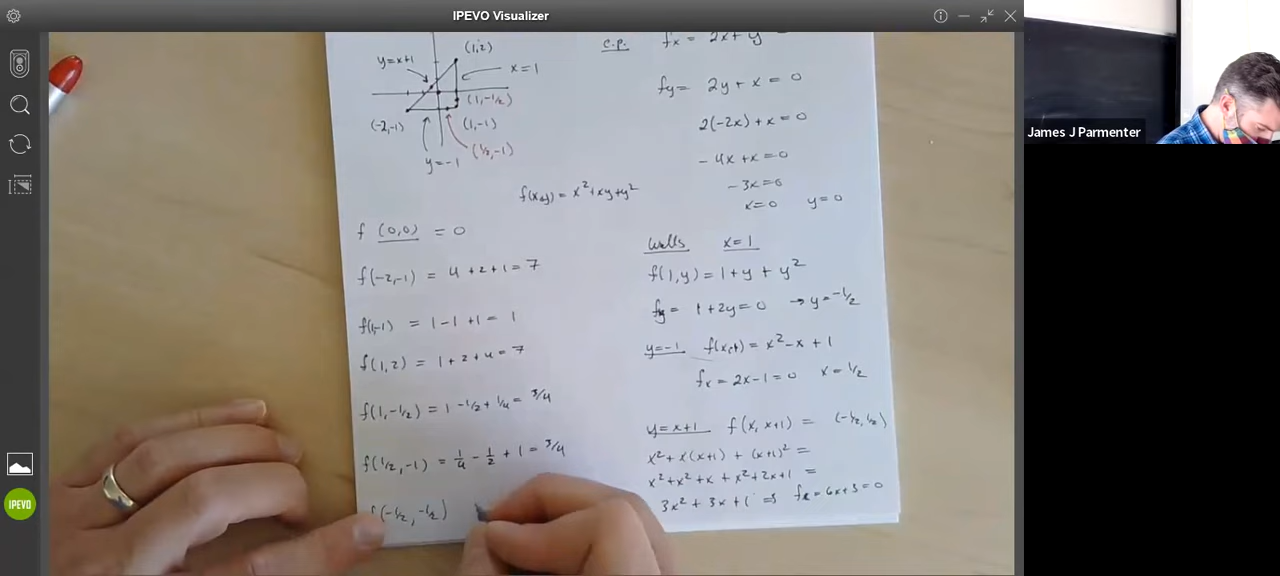 IPEVO Visualizer
James J Parmenter
IPEVO
y=x+1
(1,2)
x=1
(1,-1/2)
(-2,-1)
(1,-1)
y=-1
(1/2,-1)
f(x,y) = x²+xy+y²
f (0,0) = 0
f(-2,-1) = 4+2+1=7
f(1,-1) = 1-1+1= 1
f(1,2) = 1+2+4=7
f(1,-1/2) = 1-1/2+1/4= 3/4
f(1/2,-1) = 1/4 - 1/2 + 1 = 3/4
f(-1/2, -1/2)
c.p. fx = 2x+y
fy= 2y+x = 0
2(-2x)+x=0
-4x+x=0
-3x=0
x=0 y=0
Walls x=1
f(1,y)=1+y+y²
fy= 1+2y=0 → y=-1/2
y=-1 f(x,-1) = x²-x+1
fx=2x-1=0 x=1/2
y=x+1 f(x, x+1) = (-1/2, 1/2)
x²+x(x+1)+(x+1)² =
x²+x²+x+x²+2x+1 =
3x²+3x+1 ⇒ fx=6x+3=0